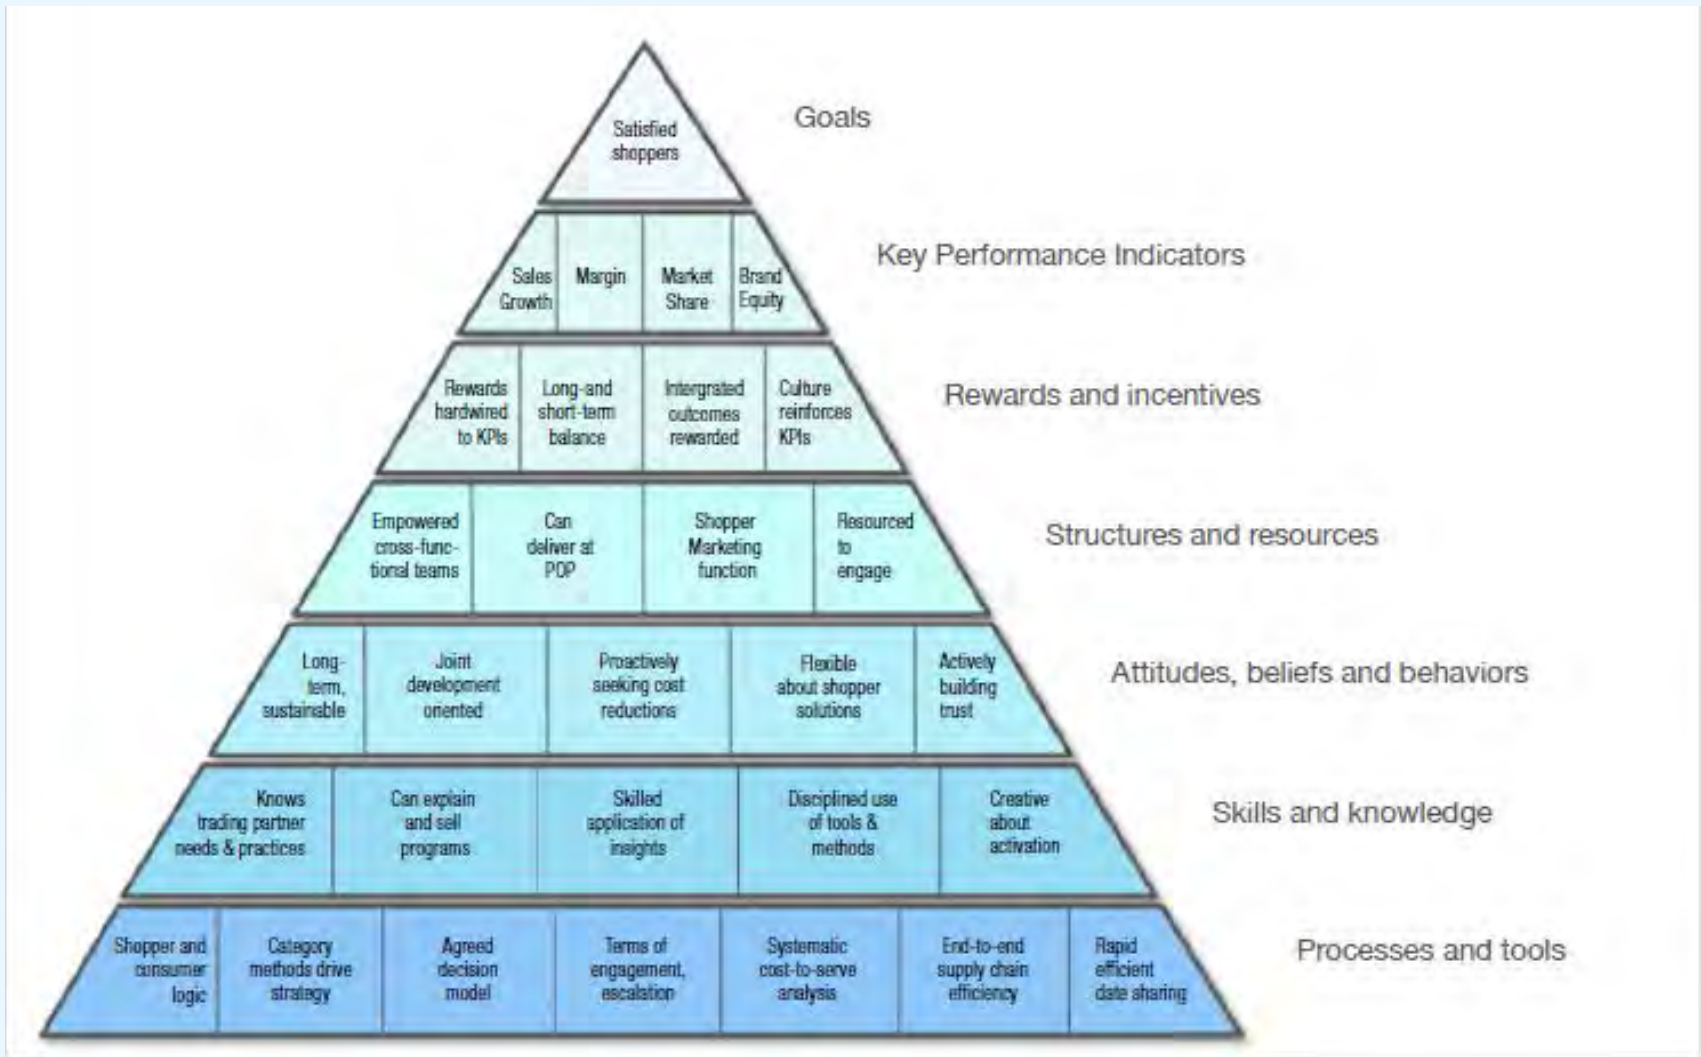 Satisfied
shoppers
Goals
Sales
Growth
Margin
Market
Share
Brand
Equity
Key Performance Indicators
Rewards
hardwired
to KPIs
Long-and
short-term
balance
Intergrated
outcomes
rewarded
Culture
reinforces
KPIs
Rewards and incentives
Empowered
cross-func-
tional teams
Can
deliver at
POP
Shopper
Marketing
function
Resourced
to
engage
Structures and resources
Long-
term,
sustainable
Joint
development
oriented
Proactively
seeking cost
reductions
Flexible
about shopper
solutions
Actively
building
trust
Attitudes, beliefs and behaviors
Knows
trading partner
needs & practices
Can explain
and sell
programs
Skilled
application of
insights
Disciplined use
of tools &
methods
Creative
about
activation
Skills and knowledge
Shopper and
consumer
logic
Category
methods drive
strategy
Agreed
decision
model
Terms of
engagement,
escalation
Systematic
cost-to-serve
analysis
End-to-end
supply chain
efficiency
Rapid
efficient
date sharing
Processes and tools